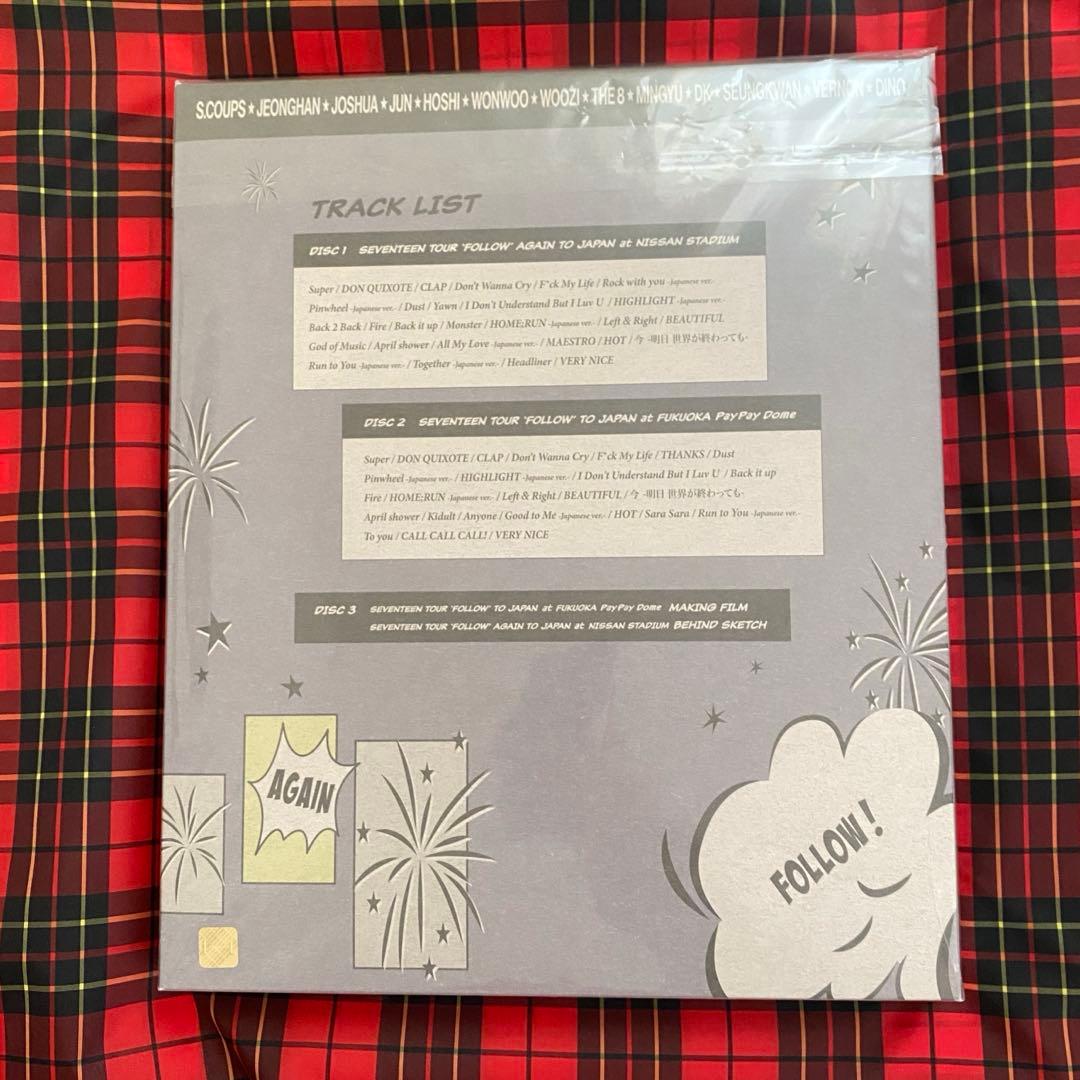 S.COUPS★JEONGHAN★JOSHUA★JUN★HOSHI★WONWOO★WOOZI★THE 8★MINGYU★DK★SEUNGKWAN★VERNON★DINO
TRACK LIST
DISC 1 SEVENTEEN TOUR 'FOLLOW' AGAIN TO JAPAN at NISSAN STADIUM
Super / DON QUIXOTE / CLAP / Don't Wanna Cry / F*ck My Life / Rock with you -Japanese ver.-
Pinwheel -Japanese ver.- / Dust / Yawn / I Don't Understand But I Luv U / HIGHLIGHT -Japanese ver.-
Back 2 Back / Fire / Back it up / Monster / HOME;RUN -Japanese ver.- / Left & Right / BEAUTIFUL
God of Music / April shower / All My Love -Japanese ver.- / MAESTRO / HOT / 今 -明日 世界が終わっても-
Run to You -Japanese ver.- / Together -Japanese ver.- / Headliner / VERY NICE
DISC 2 SEVENTEEN TOUR 'FOLLOW' TO JAPAN at FUKUOKA PayPay Dome
Super / DON QUIXOTE / CLAP / Don't Wanna Cry / F*ck My Life / THANKS / Dust
Pinwheel -Japanese ver.- / HIGHLIGHT -Japanese ver.- / I Don't Understand But I Luv U / Back it up
Fire / HOME;RUN -Japanese ver.- / Left & Right / BEAUTIFUL / 今 -明日 世界が終わっても-
April shower / Kidult / Anyone / Good to Me -Japanese ver.- / HOT / Sara Sara / Run to You -Japanese ver.-
To you / CALL CALL CALL! / VERY NICE
DISC 3 SEVENTEEN TOUR 'FOLLOW' TO JAPAN at FUKUOKA PayPay Dome MAKING FILM
SEVENTEEN TOUR 'FOLLOW' AGAIN TO JAPAN at NISSAN STADIUM BEHIND SKETCH
AGAIN
FOLLOW!